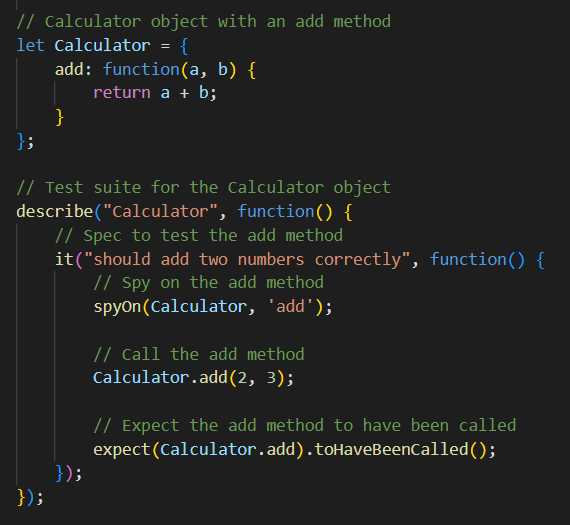 // Calculator object with an add method
let Calculator = {
    add: function(a, b) {
        return a + b;
    }
};

// Test suite for the Calculator object
describe("Calculator", function() {
    // Spec to test the add method
    it("should add two numbers correctly", function() {
        // Spy on the add method
        spyOn(Calculator, 'add');

        // Call the add method
        Calculator.add(2, 3);

        // Expect the add method to have been called
        expect(Calculator.add).toHaveBeenCalled();
    });
});